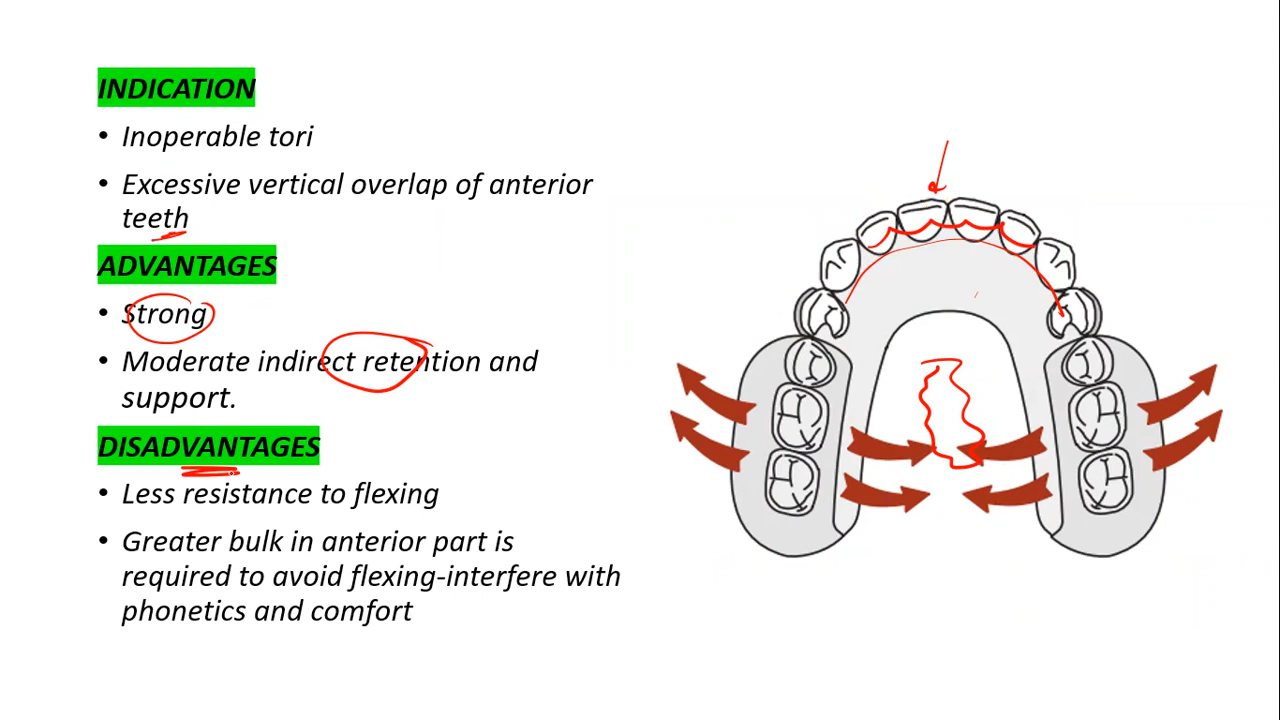 INDICATION
• Inoperable tori
• Excessive vertical overlap of anterior
teeth
ADVANTAGES
• Strong
• Moderate indirect retention and
support.
DISADVANTAGES
• Less resistance to flexing
• Greater bulk in anterior part is
required to avoid flexing-interfere with
phonetics and comfort